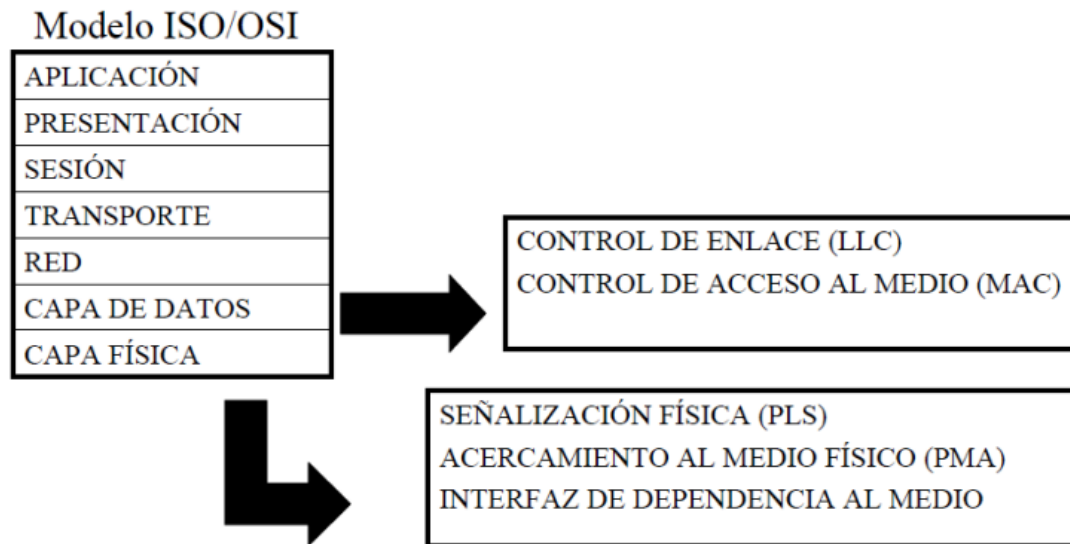 Modelo ISO/OSI
APLICACIÓN
PRESENTACIÓN
SESIÓN
TRANSPORTE
RED
CAPA DE DATOS
CAPA FÍSICA
CONTROL DE ENLACE (LLC)
CONTROL DE ACCESO AL MEDIO (MAC)
SEÑALIZACIÓN FÍSICA (PLS)
ACERCAMIENTO AL MEDIO FÍSICO (PMA)
INTERFAZ DE DEPENDENCIA AL MEDIO